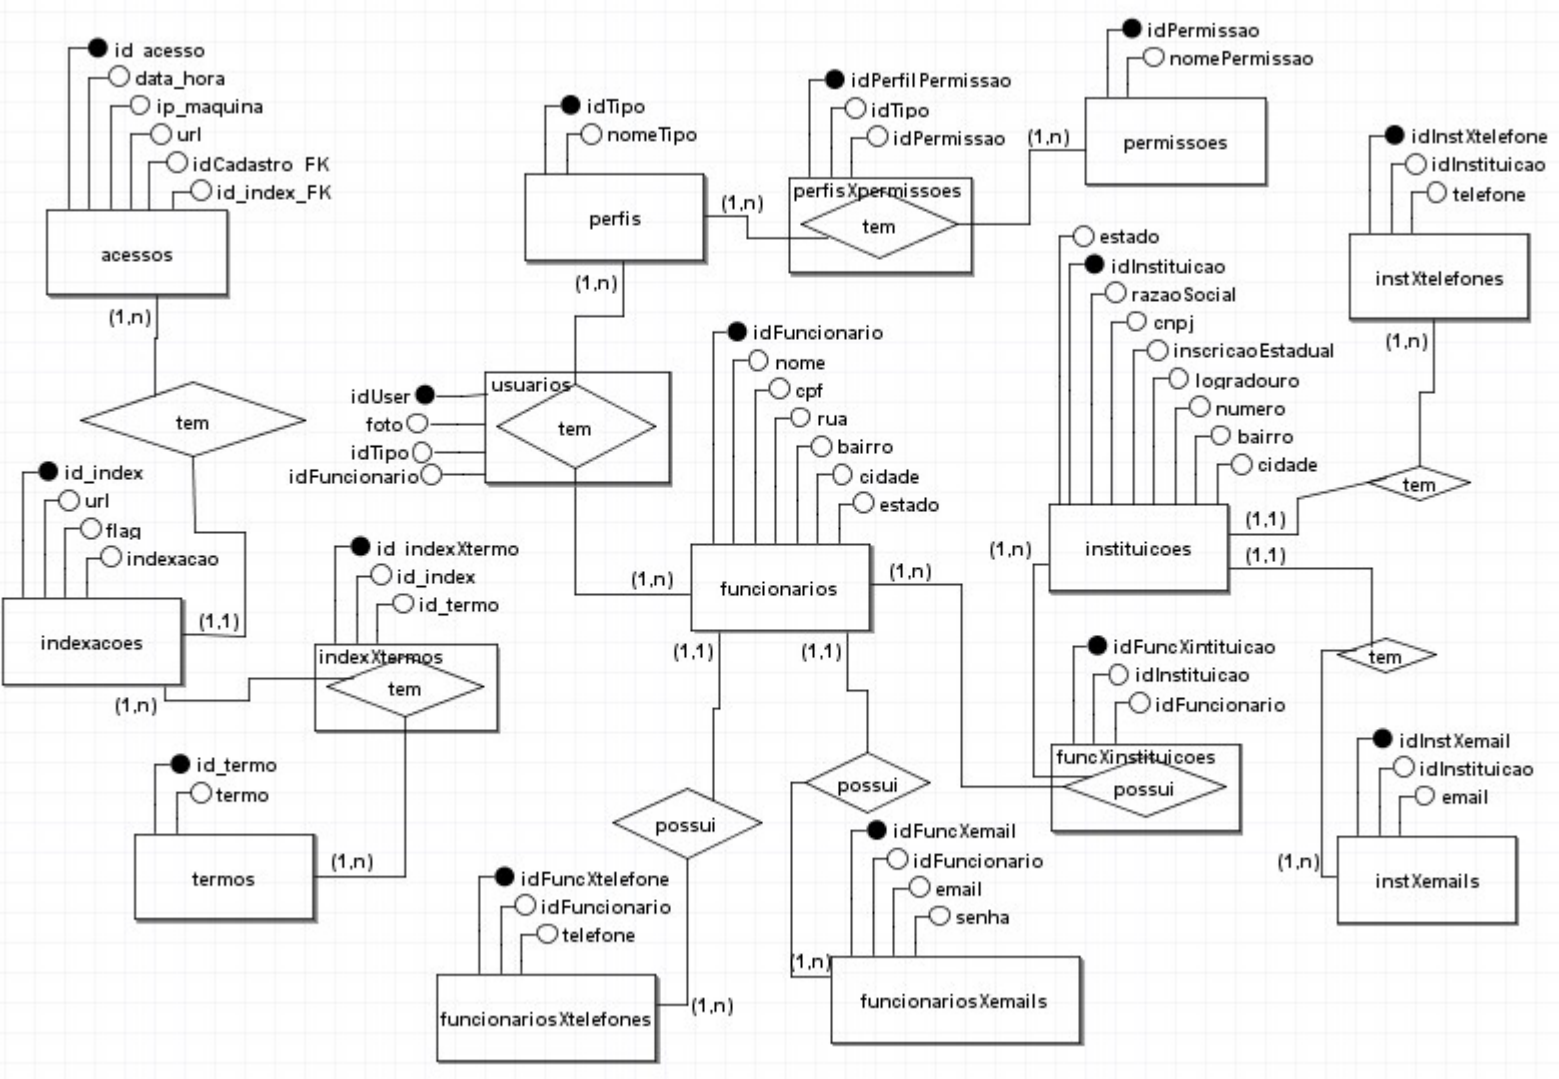 id_acesso
data_hora
ip_maquina
url
idCadastro_FK
id_index_FK
acessos
(1,n)
tem
id_index
url
flag
indexacao
(1,1)
indexacoes
(1,n)
id_indexXtermo
id_index
id_termo
indexXtermos
tem
id_termo
termo
termos
(1,n)
idTipo
nomeTipo
perfis
(1,n)
(1,n)
idPerfilPermissao
idTipo
idPermissao
perfisXpermissoes
tem
(1,n)
idPermissao
nomePermissao
permissoes
idUser
foto
idTipo
idFuncionario
usuarios
tem
(1,n)
idFuncionario
nome
cpf
rua
bairro
cidade
estado
funcionarios
(1,n)
(1,1)
(1,1)
possui
idFuncXtelefone
idFuncionario
telefone
funcionariosXtelefones
(1,n)
possui
idFuncXemail
idFuncionario
email
senha
(1,n)
funcionariosXemails
estado
idInstituicao
razaoSocial
cnpj
inscricaoEstadual
logradouro
numero
bairro
cidade
instituicoes
(1,n)
(1,1)
(1,1)
idInstXtelefone
idInstituicao
telefone
instXtelefones
(1,n)
tem
tem
idFuncXintituicao
idInstituicao
idFuncionario
funcXinstituicoes
possui
idInstXemail
idInstituicao
email
(1,n)
instXemails